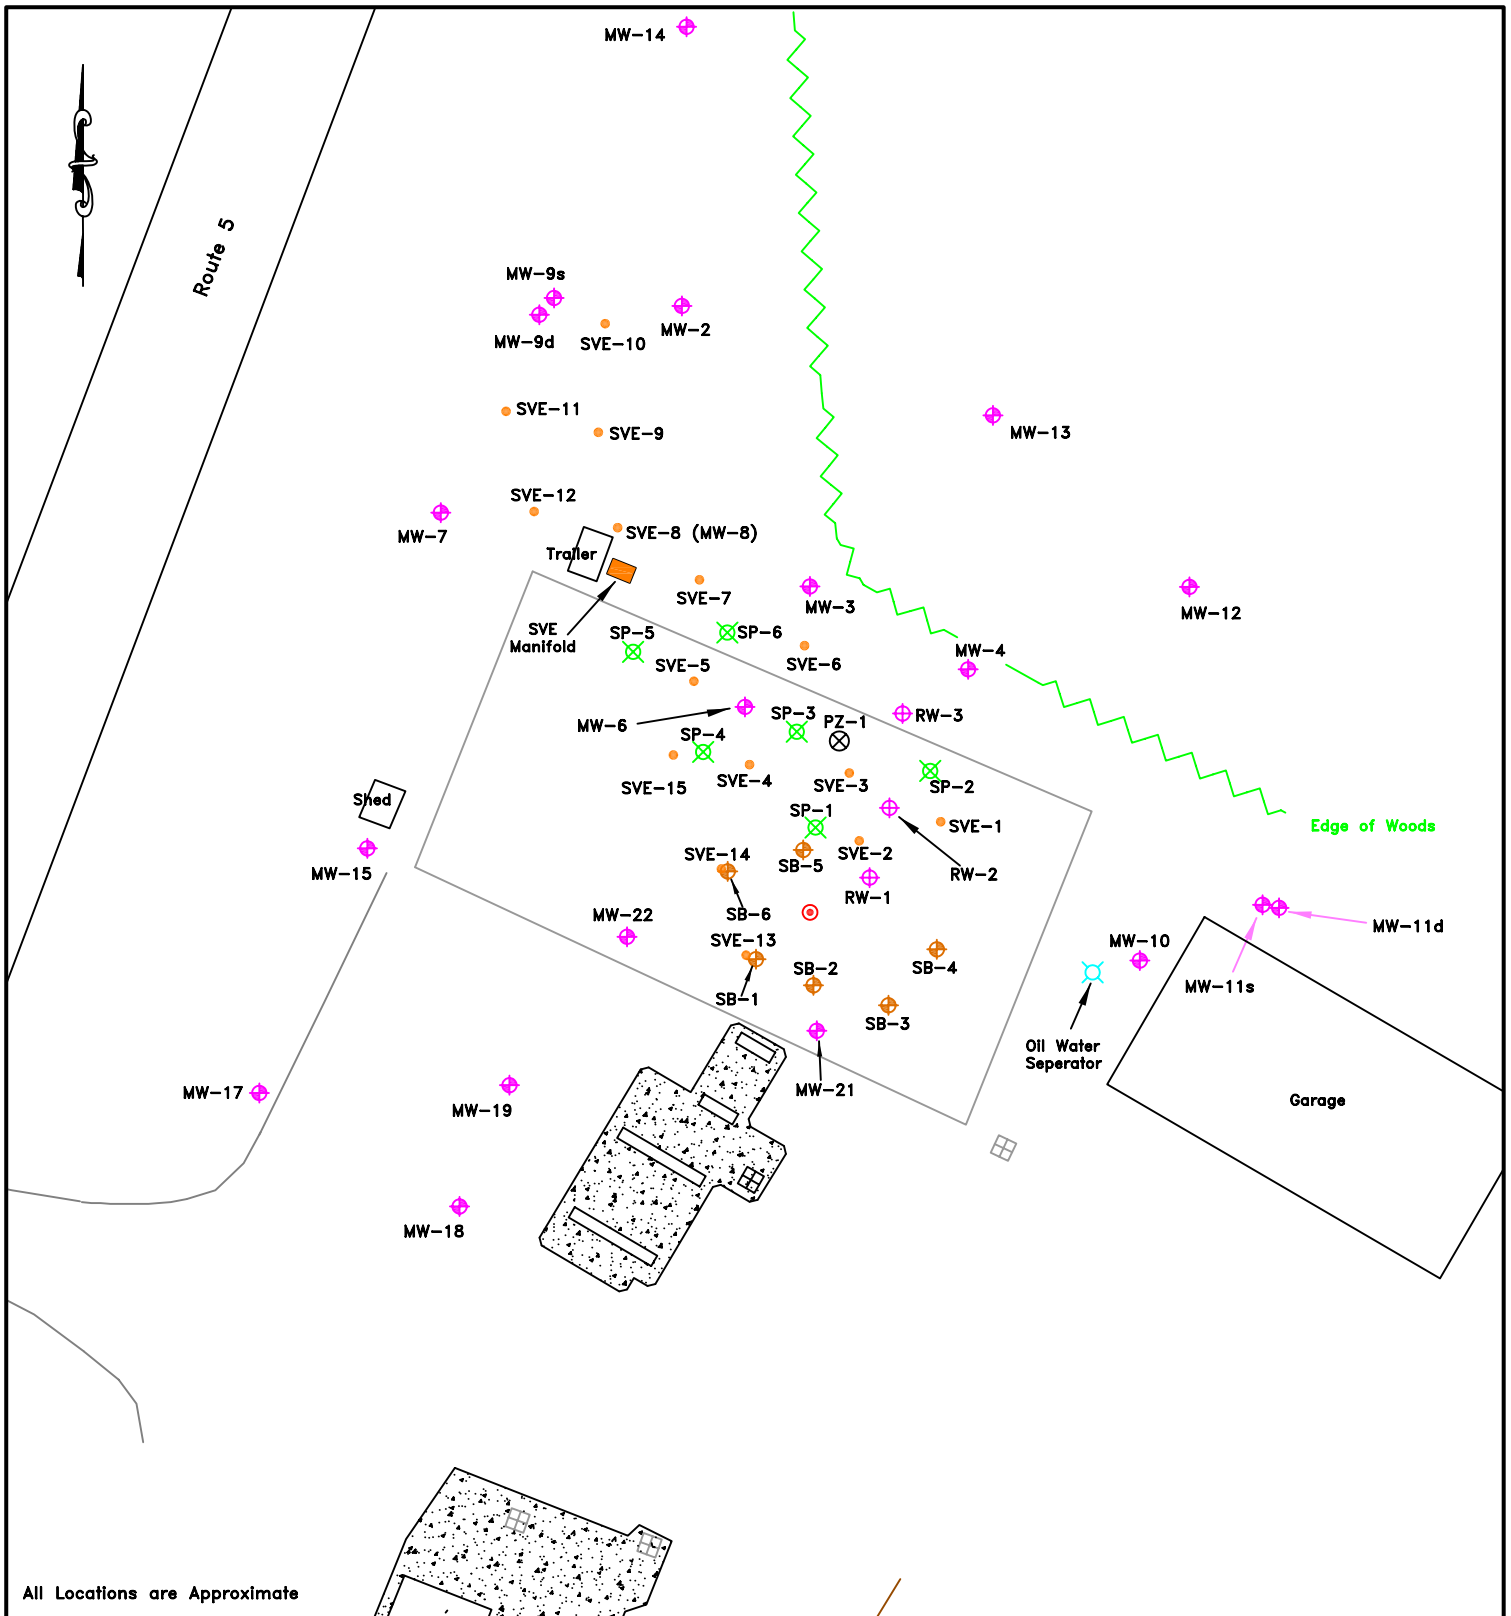 MW-14
Route 5
MW-9s
MW-9d
SVE-10
MW-2
SVE-11
SVE-9
MW-13
SVE-12
MW-7
SVE-8 (MW-8)
Trailer
SVE-7
MW-3
MW-12
SVE
Manifold
SP-5
SP-6
SVE-5
SVE-6
MW-4
MW-6
SP-3
PZ-1
RW-3
SP-4
SVE-15
SVE-4
SVE-3
SP-2
Shed
SP-1
SVE-1
MW-15
SVE-14
SB-5
SVE-2
RW-2
RW-1
MW-22
SB-6
SVE-13
SB-2
SB-4
SB-1
SB-3
Edge of Woods
MW-11d
MW-10
MW-11s
Oil Water
Seperator
MW-21
Garage
MW-17
MW-19
MW-18
All Locations are Approximate